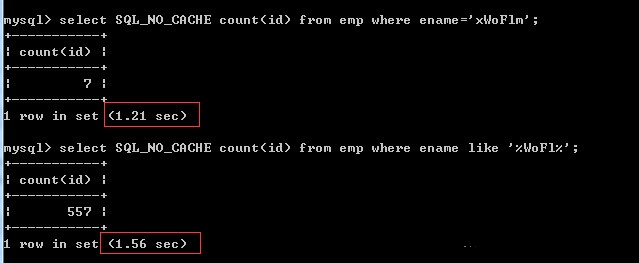 mysql> select SQL_NO_CACHE count(id) from emp where ename='xWoFlm';
+-----------+
| count(id) |
+-----------+
|         7 |
+-----------+
1 row in set (1.21 sec)
mysql> select SQL_NO_CACHE count(id) from emp where ename like '%WoFl%';
+-----------+
| count(id) |
+-----------+
|       557 |
+-----------+
1 row in set (1.56 sec)